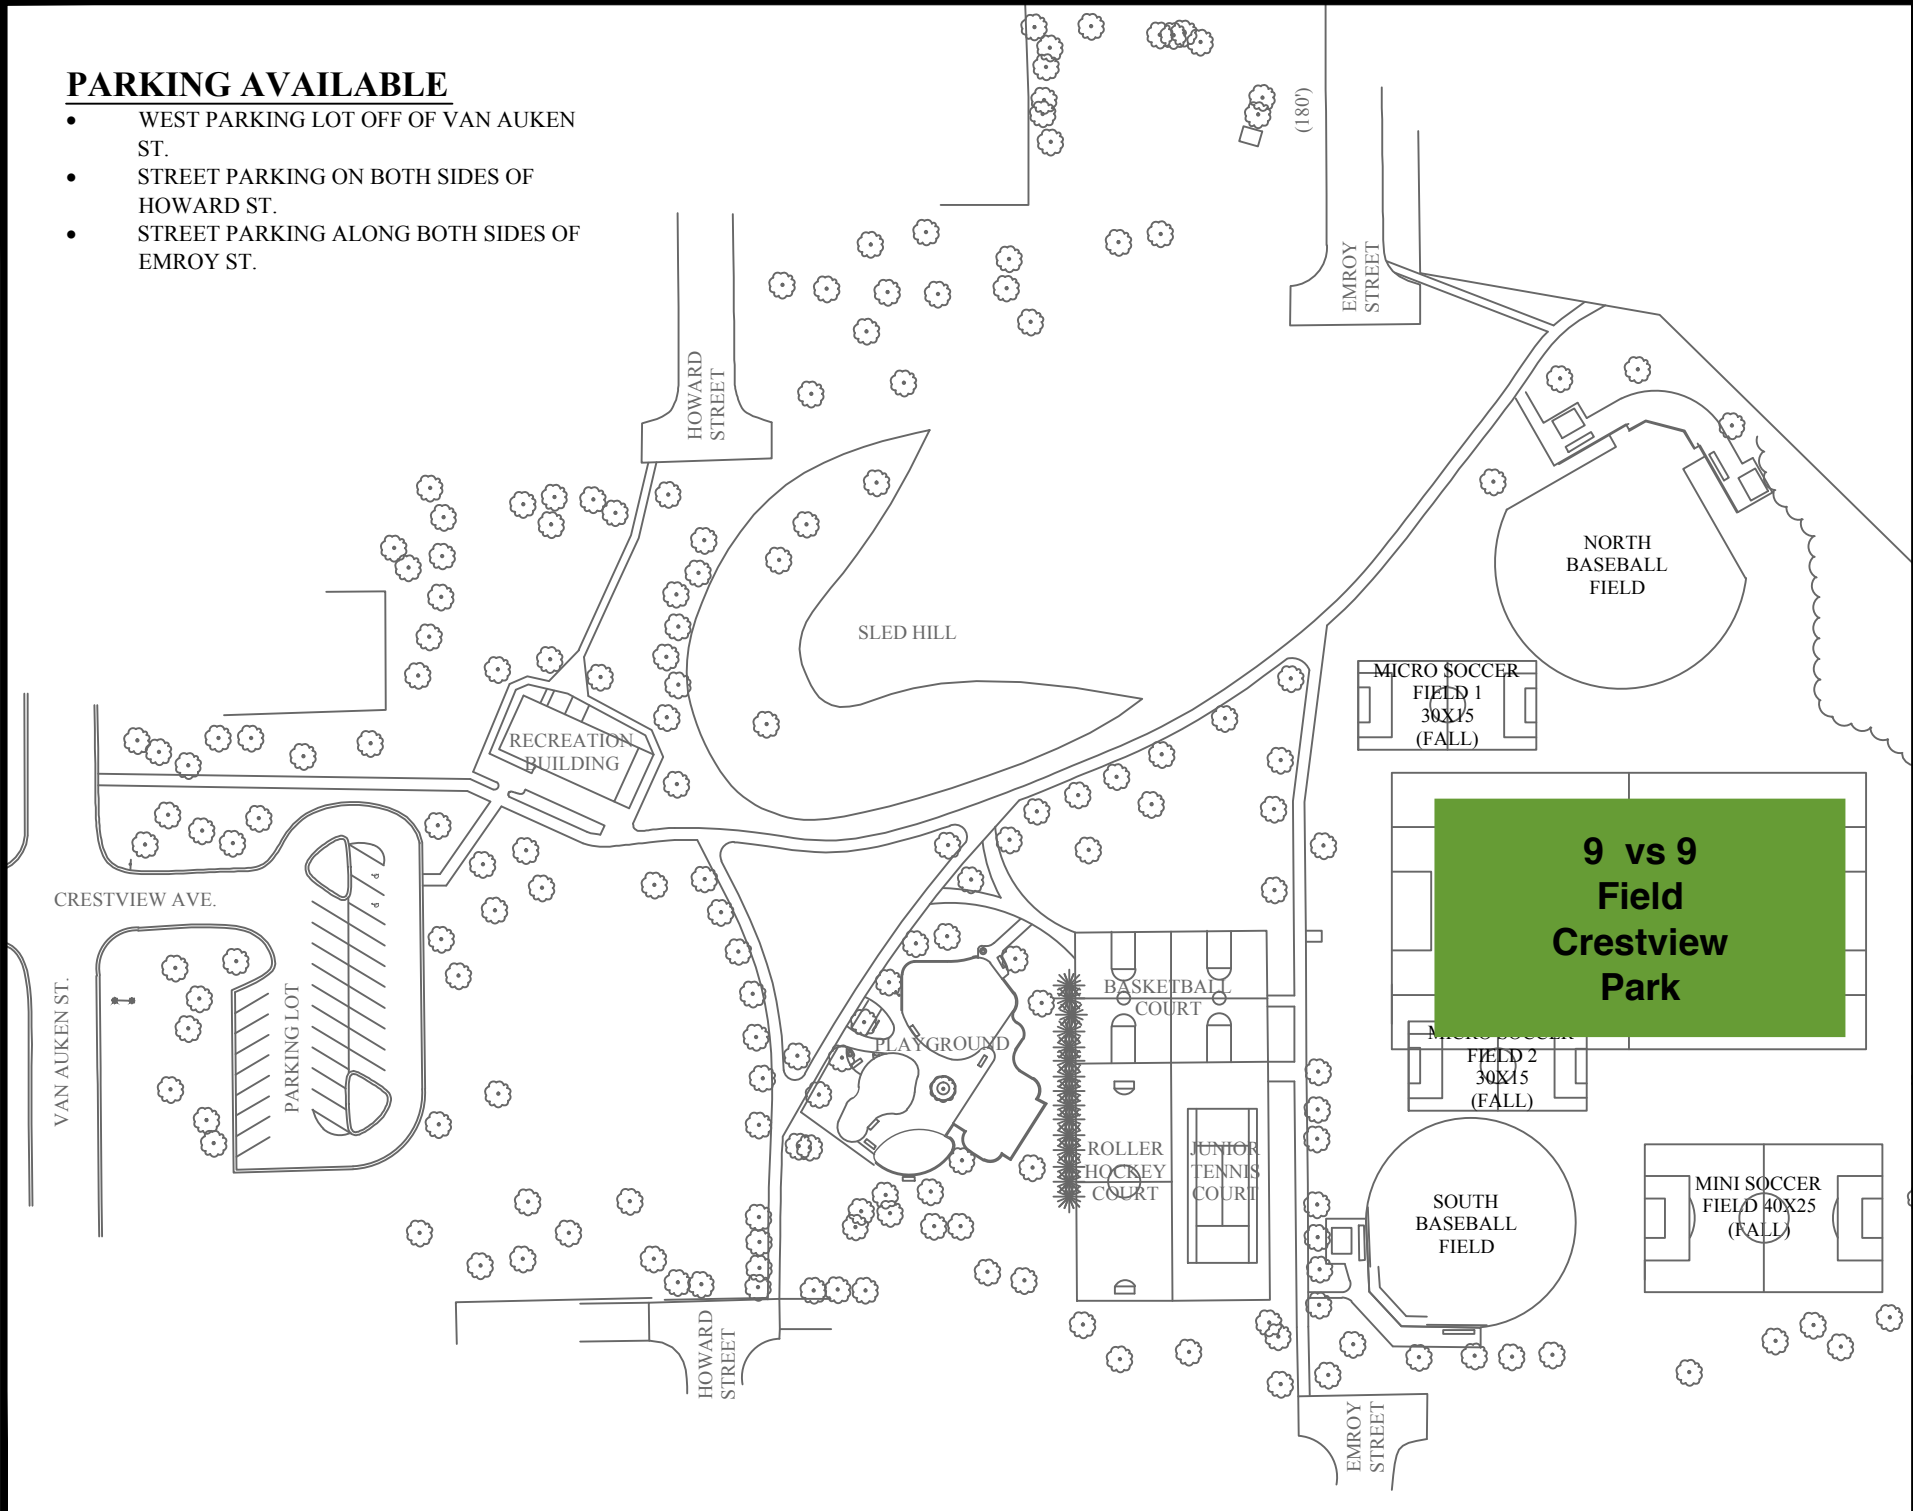 PARKING AVAILABLE
• WEST PARKING LOT OFF OF VAN AUKEN
ST.
• STREET PARKING ON BOTH SIDES OF
HOWARD ST.
• STREET PARKING ALONG BOTH SIDES OF
EMROY ST.
(180')
EMROY
STREET
HOWARD
STREET
NORTH
BASEBALL
FIELD
SLED HILL
MICRO SOCCER
FIELD 1
30X15
(FALL)
RECREATION
BUILDING
9 vs 9
Field
Crestview
Park
CRESTVIEW AVE.
VAN AUKEN ST.
PARKING LOT
BASKETBALL
COURT
PLAYGROUND
MICRO SOCCER
FIELD 2
30X15
(FALL)
ROLLER
HOCKEY
COURT
JUNIOR
TENNIS
COURT
SOUTH
BASEBALL
FIELD
MINI SOCCER
FIELD 40X25
(FALL)
HOWARD
STREET
EMROY
STREET